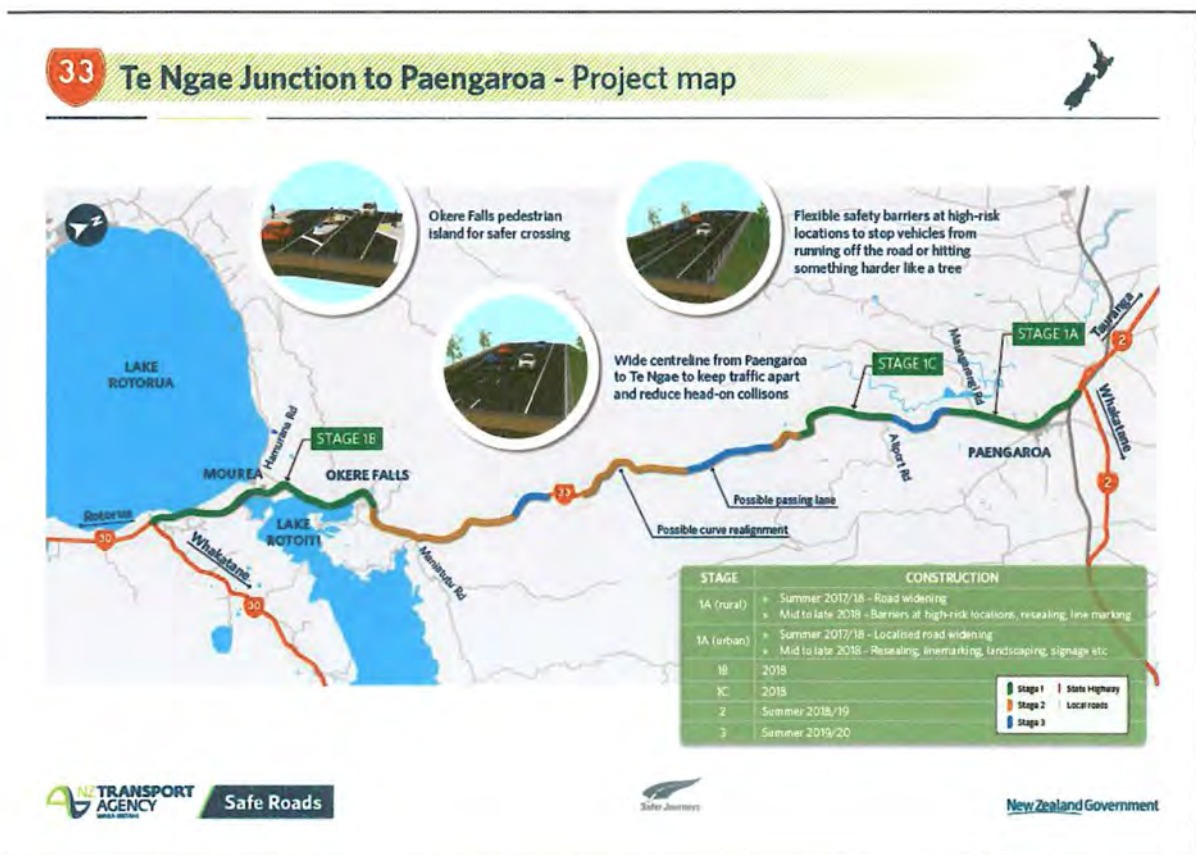 33 Te Ngae Junction to Paengaroa - Project map
Okere Falls pedestrian
island for safer crossing
Flexible safety barriers at high-risk
locations to stop vehicles from
running off the road or hitting
something harder like a tree
Wide centreline from Paengaroa
to Te Ngae to keep traffic apart
and reduce head-on collisons
N
LAKE
ROTORUA
Hamurana Rd
STAGE 1B
MOUREA
OKERE FALLS
Rotorua
30
LAKE
ROTOITI
Whakatane
30
Maniatutu Rd
33
Possible passing lane
Possible curve realignment
STAGE 1C
Allport Rd
Maungarangi Rd
STAGE 1A
PAENGAROA
Tauranga
2
Whakatane
2
STAGE CONSTRUCTION
1A (rural) » Summer 2017/18 - Road widening
» Mid to late 2018 - Barriers at high-risk locations, resealing, line marking
1A (urban) » Summer 2017/18 - Localised road widening
» Mid to late 2018 - Resealing, linemarking, landscaping, signage etc
1B 2018
1C 2018
2 Summer 2018/19
3 Summer 2019/20
Stage 1 State Highway
Stage 2 Local roads
Stage 3
NZ TRANSPORT
AGENCY
WAKA KOTAHI
Safe Roads
Safer Journeys
New Zealand Government